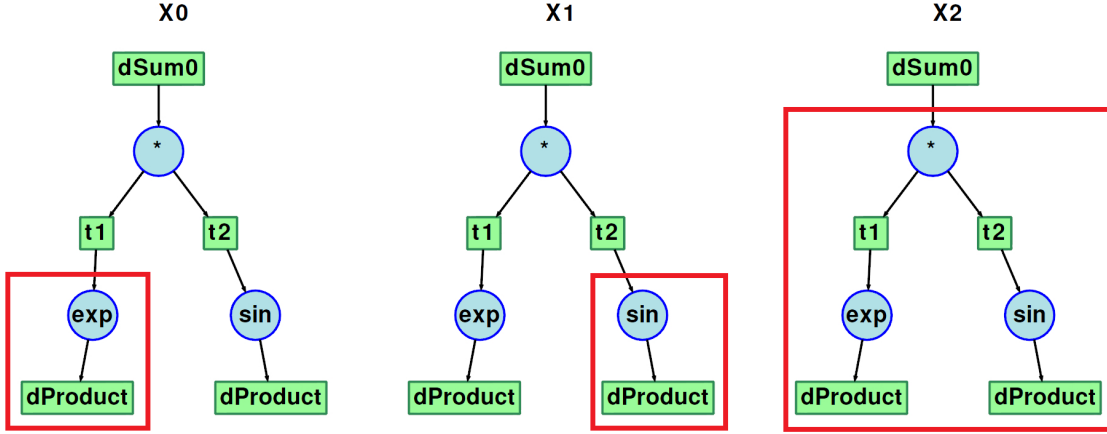 X0 X1 X2
dSum0 dSum0 dSum0
* * *
t1 t2 t1 t2 t1 t2
exp sin exp sin exp sin
dProduct dProduct dProduct dProduct dProduct dProduct